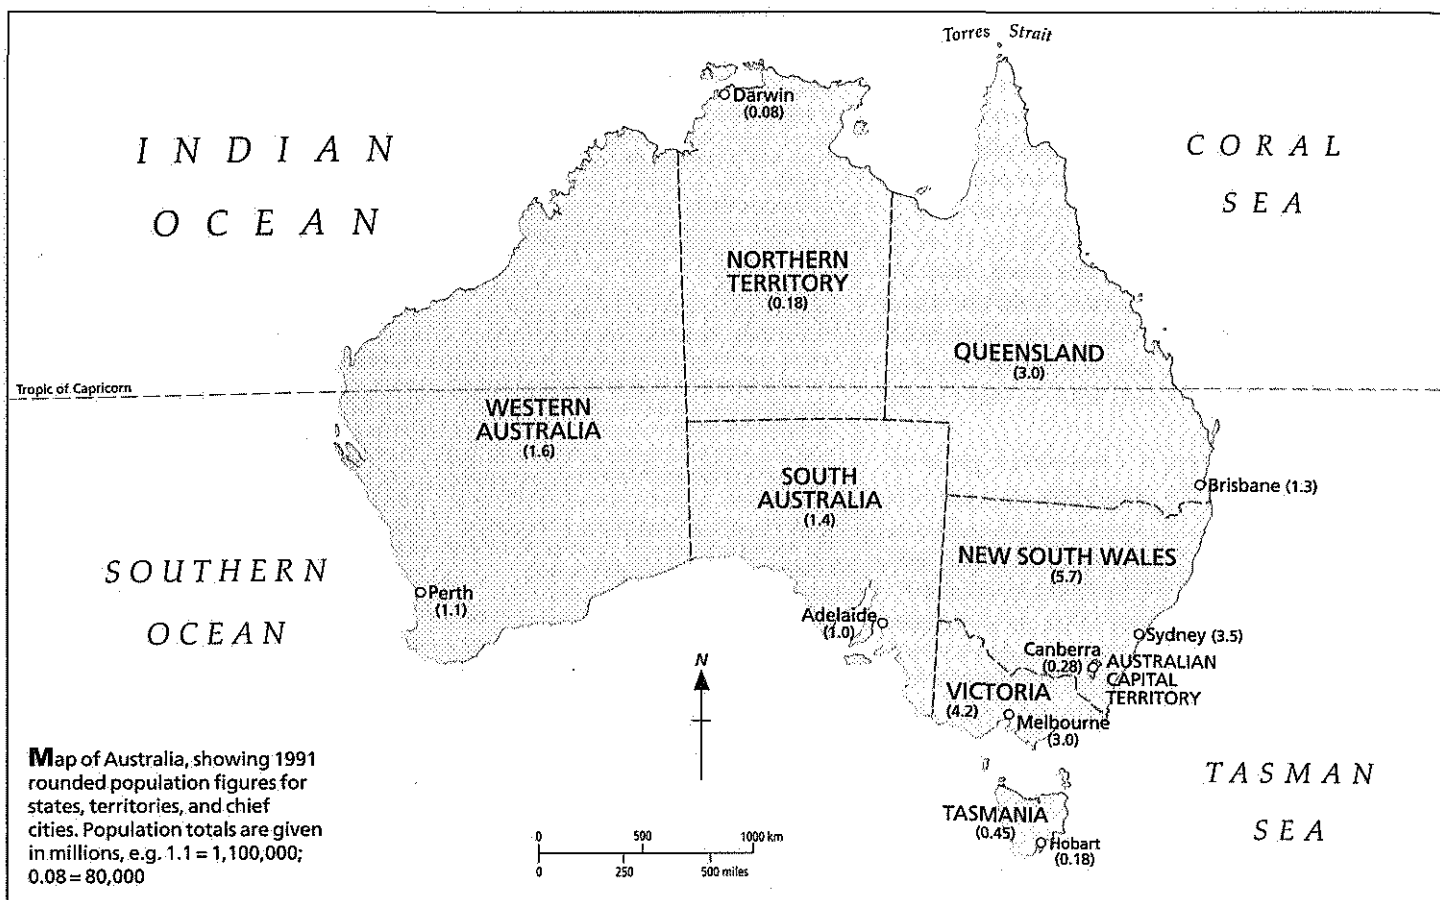 Torres Strait
Darwin
(0.08)
INDIAN
OCEAN
CORAL
SEA
NORTHERN
TERRITORY
(0.18)
QUEENSLAND
(3.0)
Tropic of Capricorn
WESTERN
AUSTRALIA
(1.6)
SOUTH
AUSTRALIA
(1.4)
Brisbane (1.3)
NEW SOUTH WALES
(5.7)
SOUTHERN
OCEAN
Perth
(1.1)
Adelaide
(1.0)
Sydney (3.5)
Canberra
(0.28)
AUSTRALIAN
CAPITAL
TERRITORY
N
VICTORIA
(4.2)
Melbourne
(3.0)
Map of Australia, showing 1991
rounded population figures for
states, territories, and chief
cities. Population totals are given
in millions, e.g. 1.1 = 1,100,000;
0.08 = 80,000
TASMAN
SEA
TASMANIA
(0.45)
Hobart
(0.18)
0 500 1000 km
0 250 500 miles